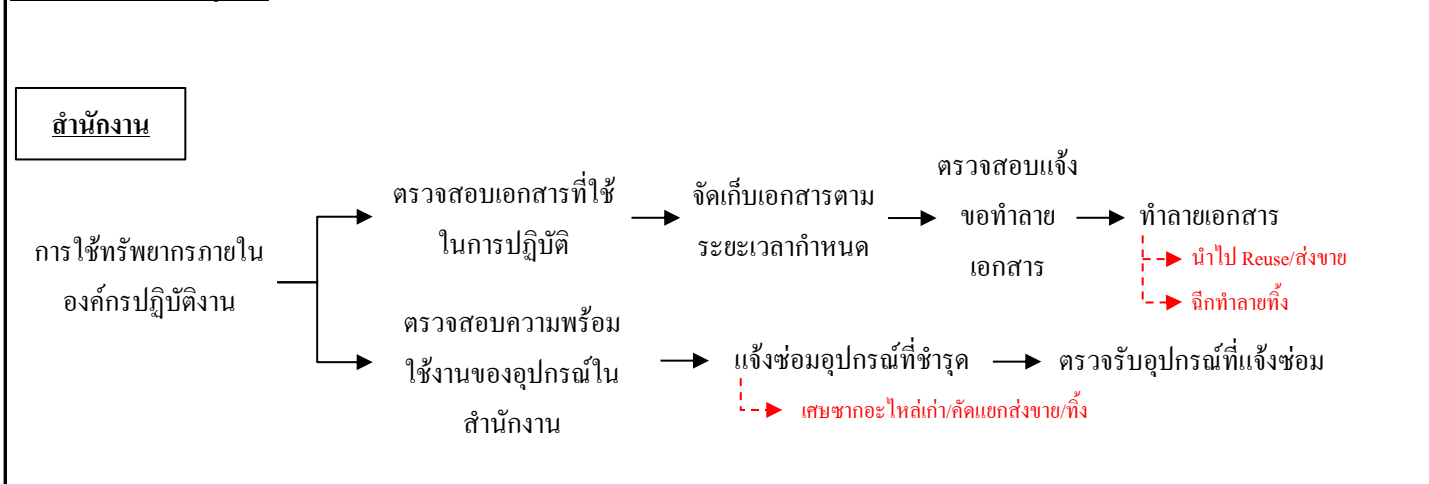 สำนักงาน
การใช้ทรัพยากรภายใน
องค์กรปฏิบัติงาน
ตรวจสอบเอกสารที่ใช้
ในการปฏิบัติ
จัดเก็บเอกสารตาม
ระยะเวลากำหนด
ตรวจสอบแจ้ง
ขอทำลาย
เอกสาร
ทำลายเอกสาร
นำไป Reuse/ส่งขาย
ฉีกทำลายทิ้ง
ตรวจสอบความพร้อม
ใช้งานของอุปกรณ์ใน
สำนักงาน
แจ้งซ่อมอุปกรณ์ที่ชำรุด
เศษซากอะไหล่เก่า/คัดแยกส่งขาย/ทิ้ง
ตรวจรับอุปกรณ์ที่แจ้งซ่อม